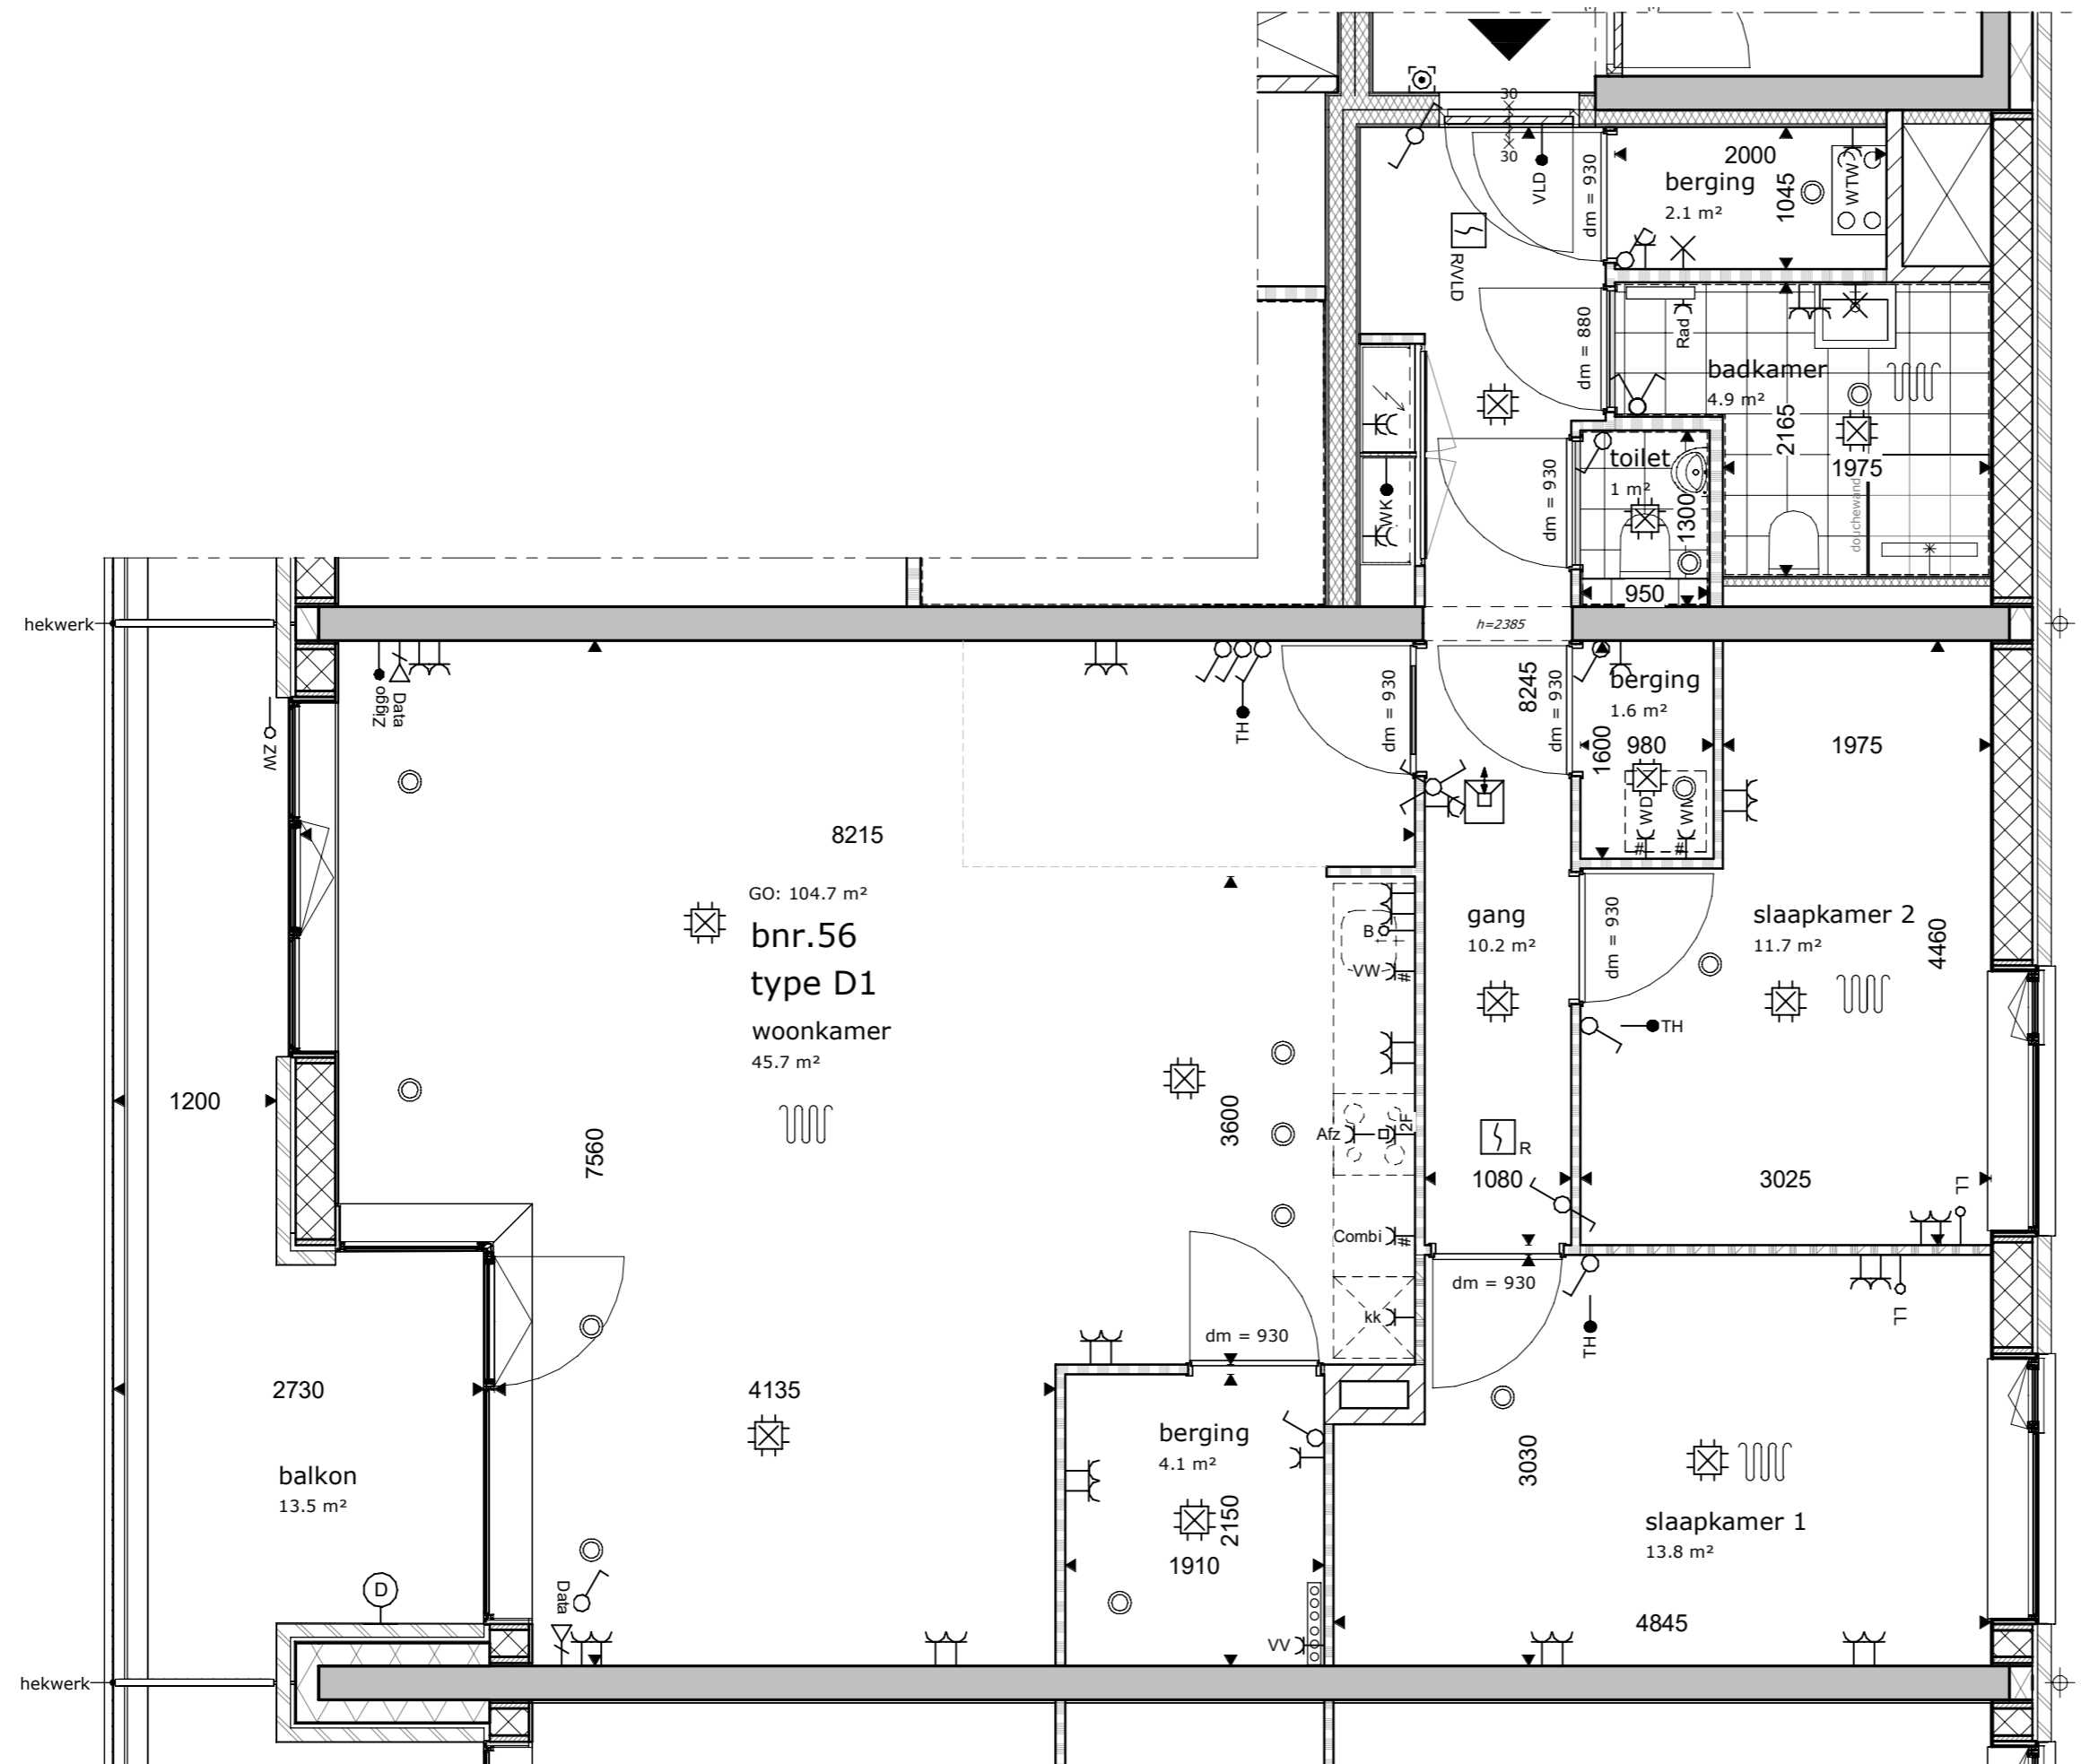 30
30
VLD
dm = 930
2000
berging
2.1 m²
1045
WTW
R/VLD
dm = 880
Rad
badkamer
4.9 m²
2165
1975
douchewand
dm = 930
toilet
1 m²
1300
950
WK
hekwerk
h=2385
Ziggo
Data
ZW
TH
dm = 930
8245
dm = 930
berging
1.6 m²
1600
980
WD
WM
#
#
1975
8215
GO: 104.7 m²
bnr.56
type D1
woonkamer
45.7 m²
B
VW
#
gang
10.2 m²
dm = 930
slaapkamer 2
11.7 m²
4460
TH
1200
7560
3600
Afz
2F
R
1080
3025
LL
Combi
#
kk
dm = 930
dm = 930
TH
LL
2730
4135
berging
4.1 m²
2150
1910
3030
balkon
13.5 m²
slaapkamer 1
13.8 m²
D
Data
VV
4845
hekwerk